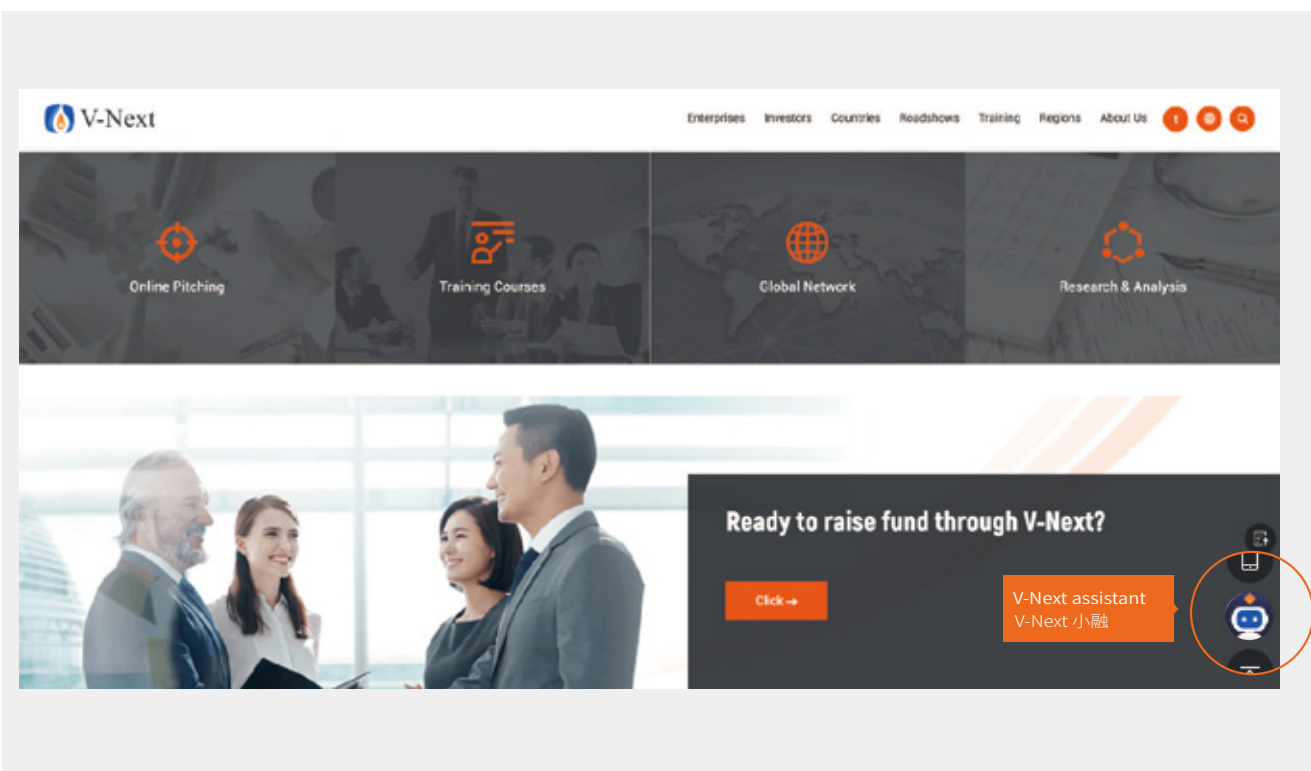 V-Next
Enterprises Investors Countries Roadshows Training Regions About Us
Online Pitching
Training Courses
Global Network
Research & Analysis
Ready to raise fund through V-Next?
Click→
V-Next assistant
V-Next 小融